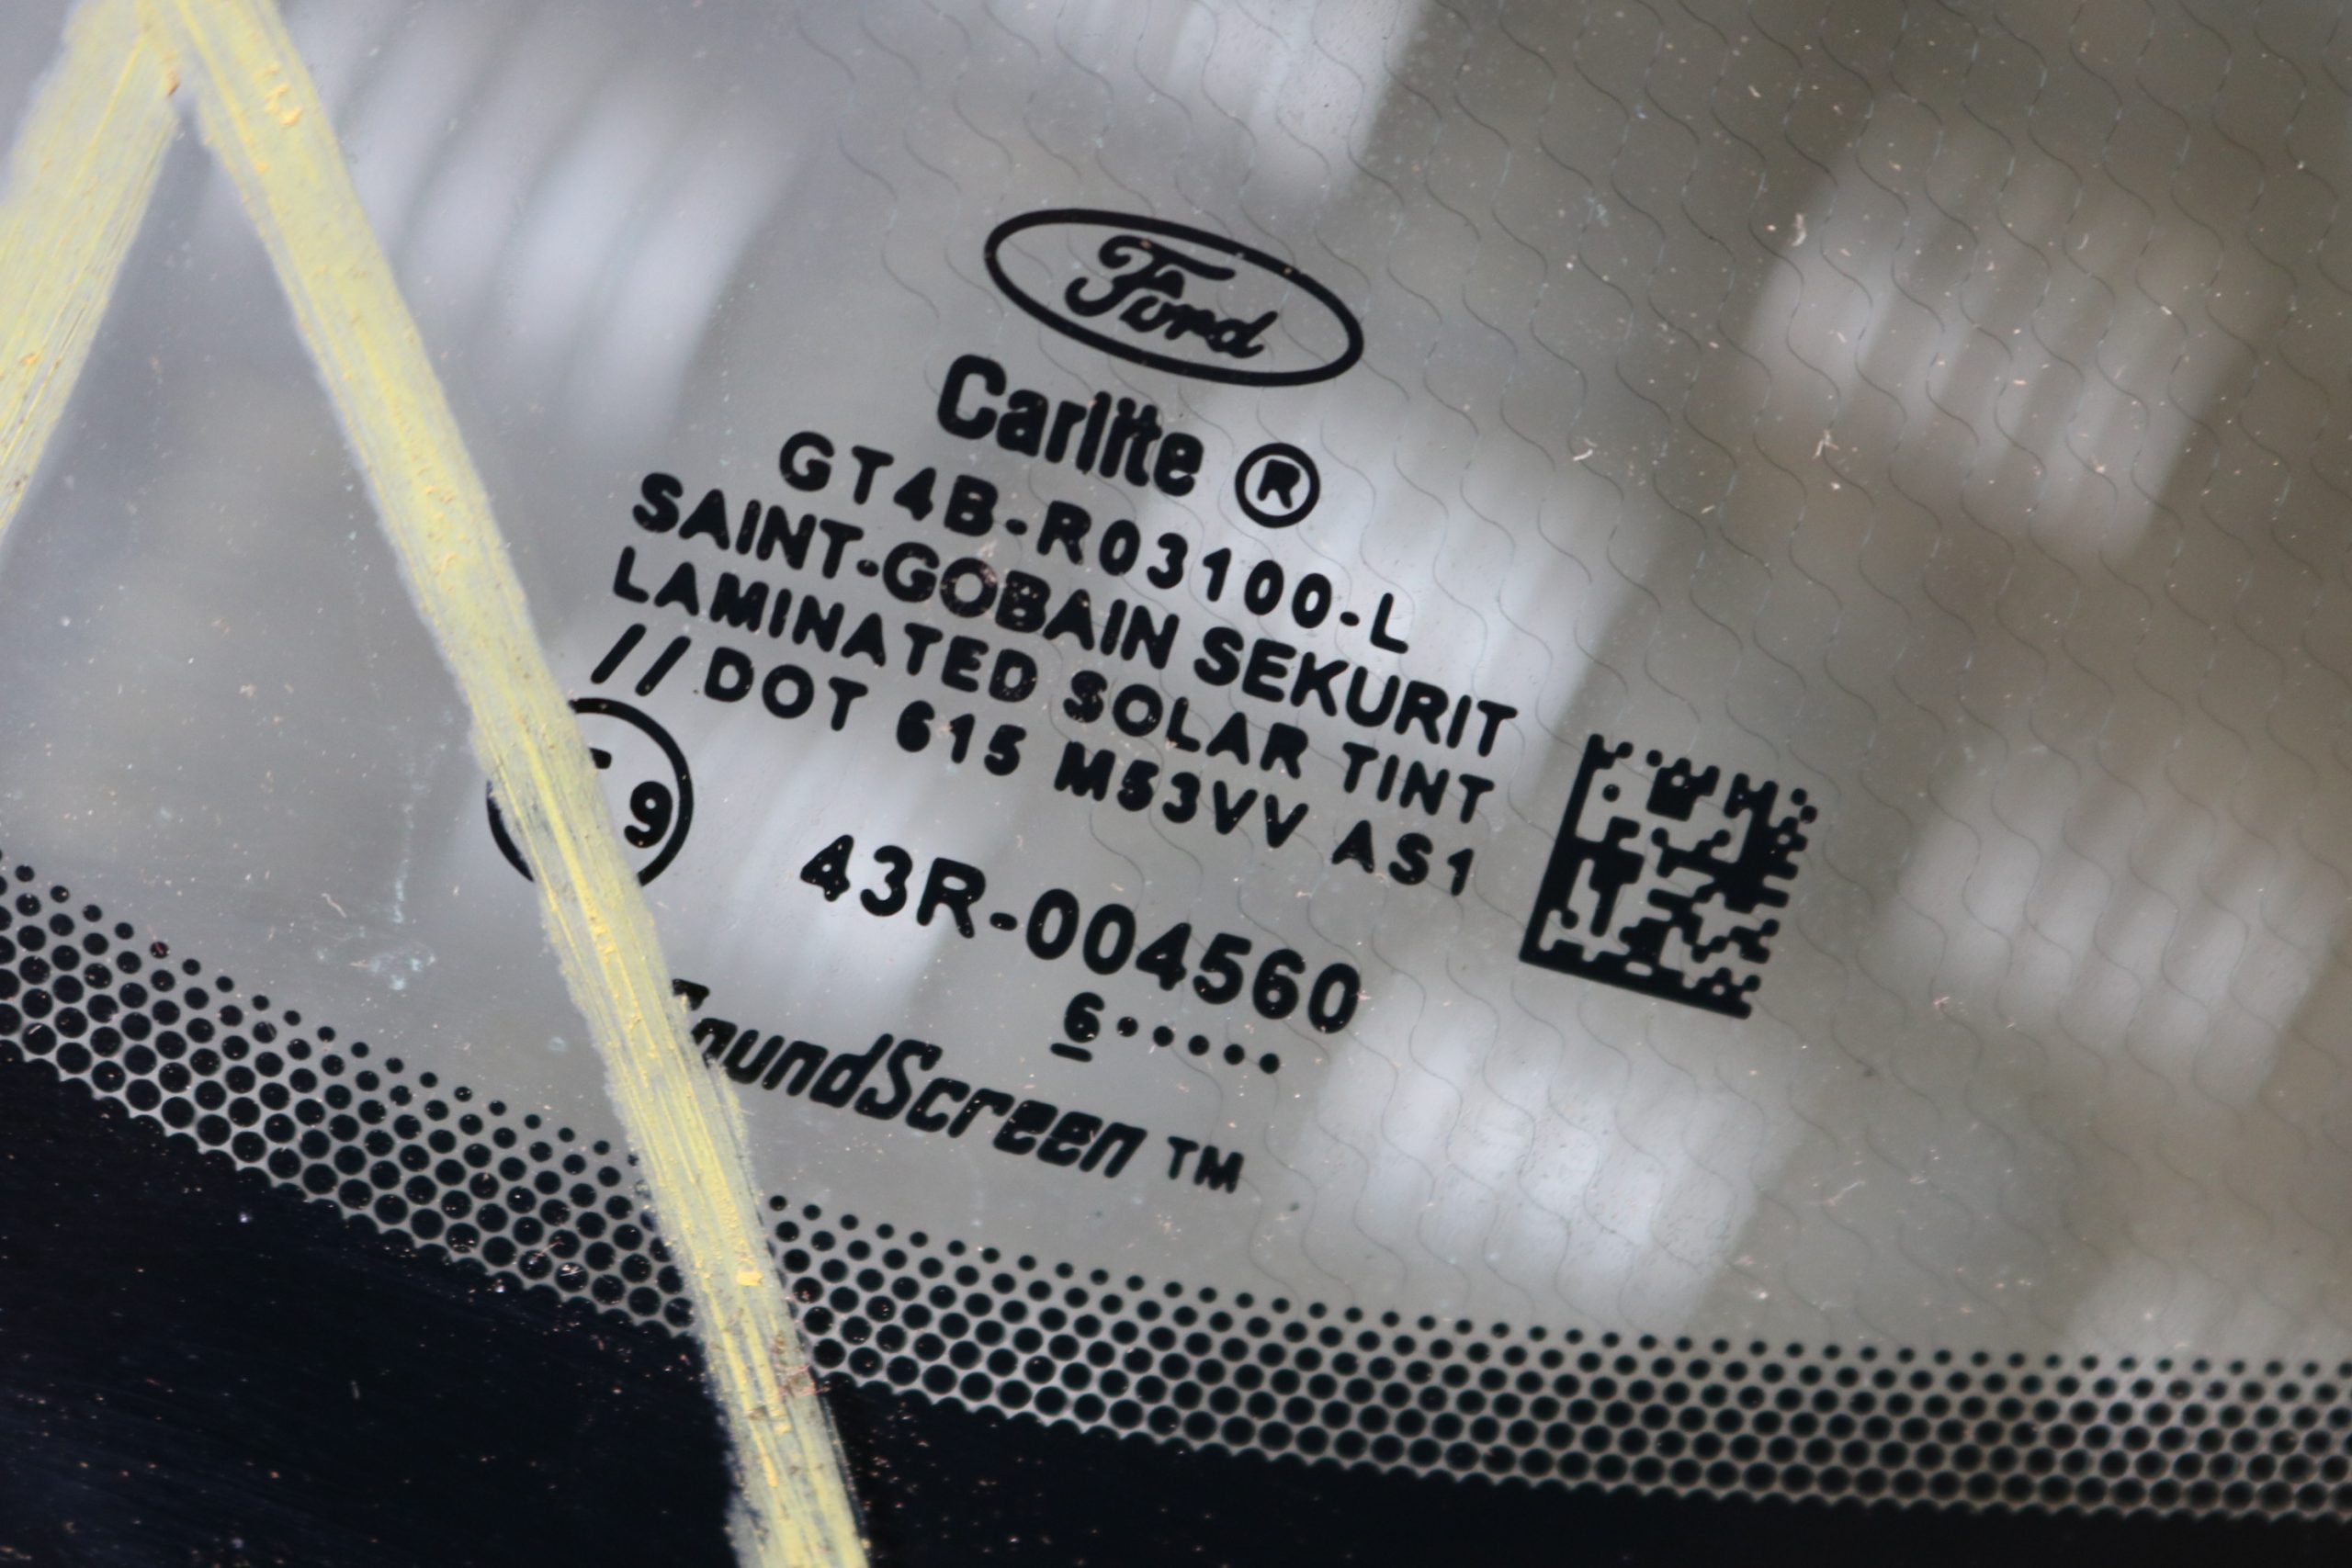 Ford
Carlite ®
GT4B-R03100-L
SAINT-GOBAIN SEKURIT
LAMINATED SOLAR TINT
// DOT 615 M53VV AS1
9
43R-004560
6•••••
SoundScreen ™